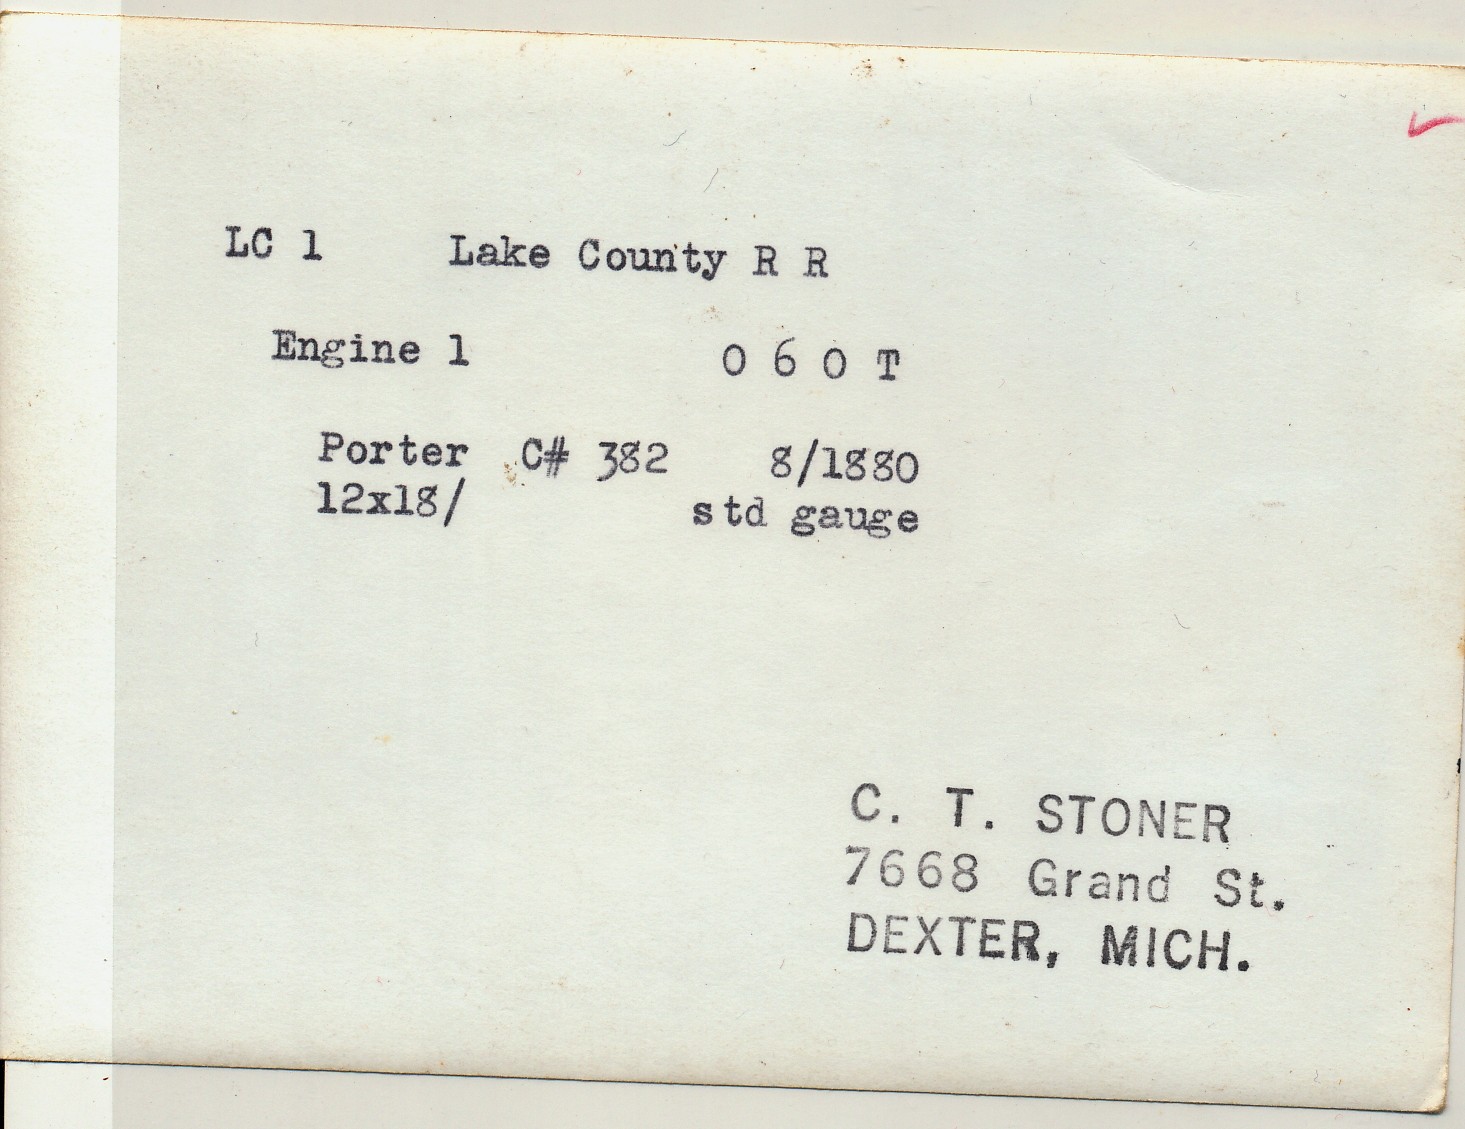 LC 1 Lake County R R
Engine 1 0 6 0 T
Porter C# 382 8/1880
12x18/ std gauge
C. T. STONER
7668 Grand St.
DEXTER, MICH.